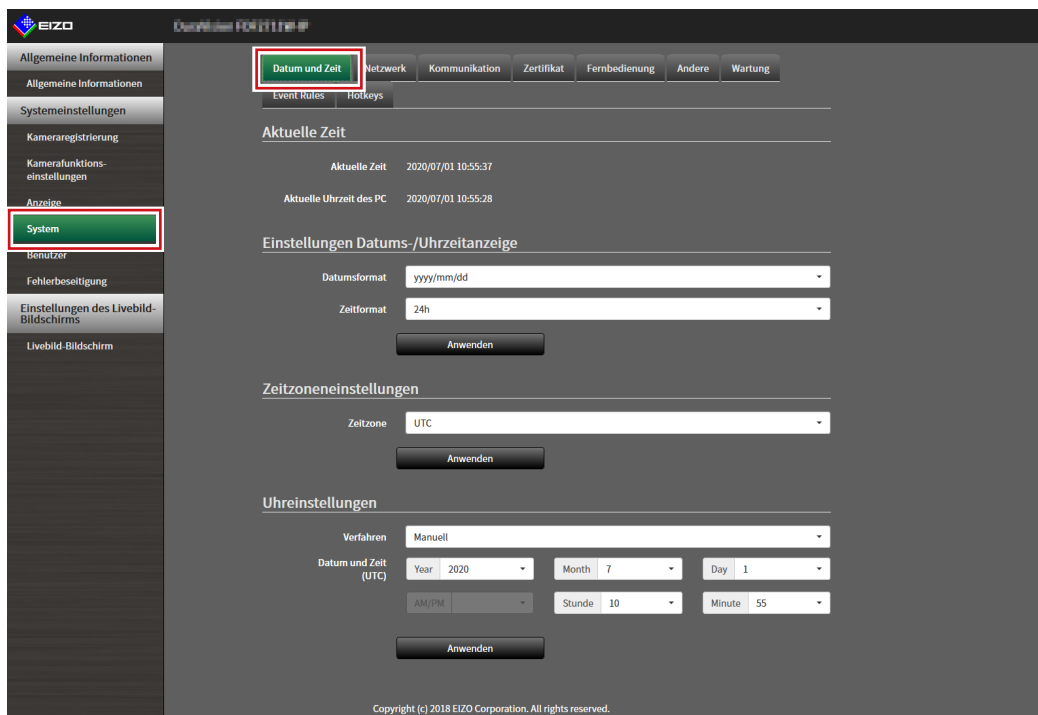 EIZO
Allgemeine Informationen
Allgemeine Informationen
Systemeinstellungen
Kameraregistrierung
Kamerafunktions-
einstellungen
Anzeige
System
Benutzer
Fehlerbeseitigung
Einstellungen des Livebild-
Bildschirms
Livebild-Bildschirm
Datum und Zeit Netzwerk Kommunikation Zertifikat Fernbedienung Andere Wartung
Event Rules Hotkeys
Aktuelle Zeit
Aktuelle Zeit 2020/07/01 10:55:37
Aktuelle Uhrzeit des PC 2020/07/01 10:55:28
Einstellungen Datums-/Uhrzeitanzeige
Datumsformat yyyy/mm/dd
Zeitformat 24h
Anwenden
Zeitzoneneinstellungen
Zeitzone UTC
Anwenden
Uhreinstellungen
Verfahren Manuell
Datum und Zeit
(UTC)
Year 2020 Month 7 Day 1
AM/PM Stunde 10 Minute 55
Anwenden
Copyright (c) 2018 EIZO Corporation. All rights reserved.